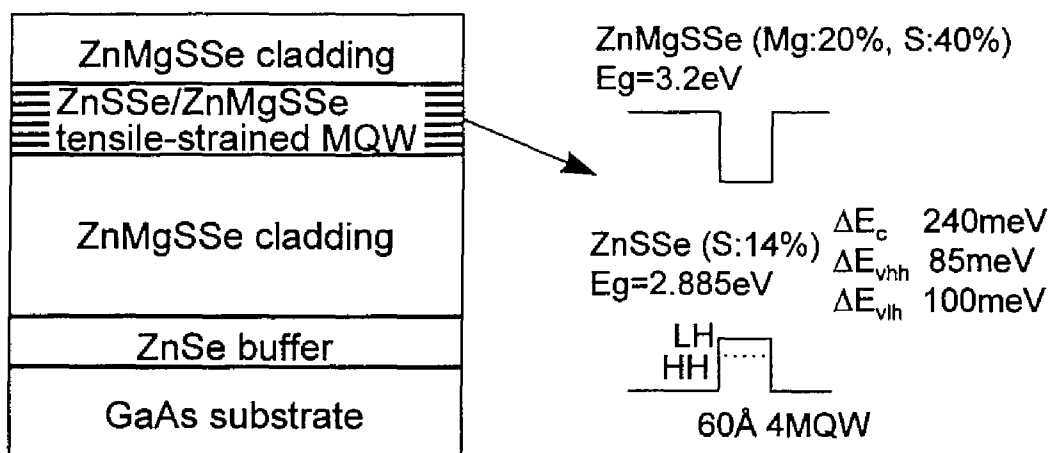 ZnMgSSe cladding
ZnSSe/ZnMgSSe
tensile-strained MQW
ZnMgSSe cladding
ZnSe buffer
GaAs substrate
ZnMgSSe (Mg:20%, S:40%)
Eg=3.2eV
ZnSSe (S:14%)
Eg=2.885eV
ΔEc 240meV
ΔEvhh 85meV
ΔEvlh 100meV
LH
HH
60Å 4MQW